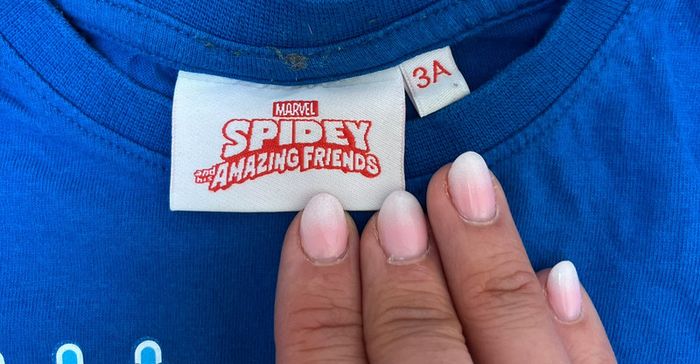 MARVEL
SPIDEY
and his
AMAZING FRIENDS
3A